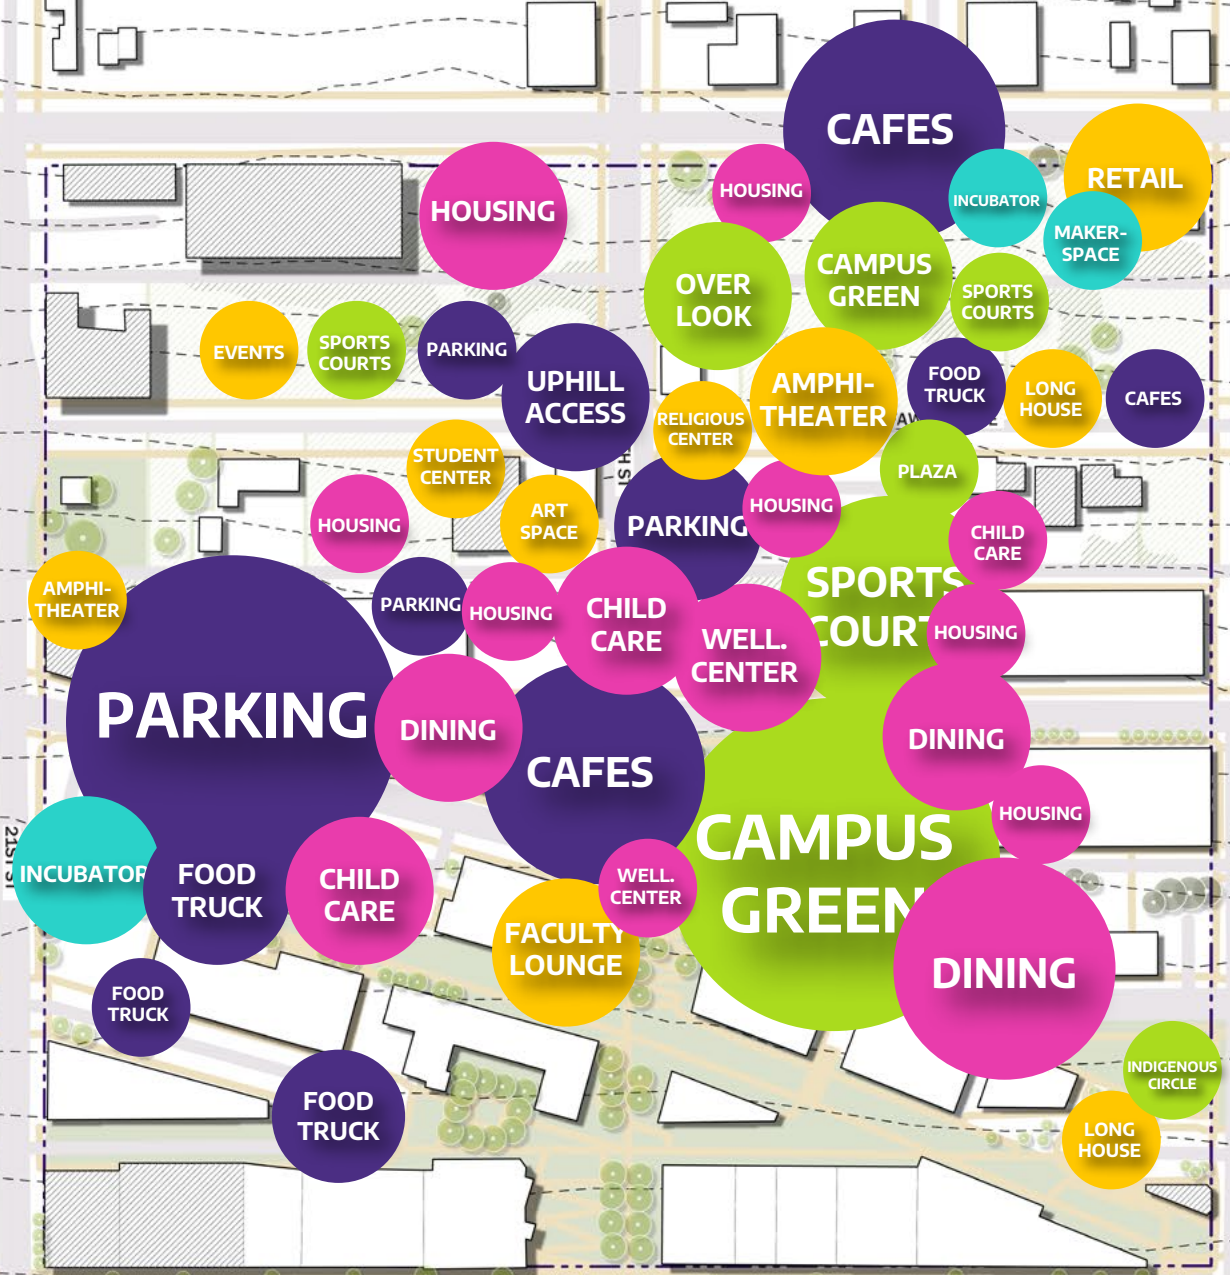 CAFES
RETAIL
HOUSING
INCUBATOR
HOUSING
MAKER-
SPACE
CAMPUS
GREEN
OVER
LOOK
SPORTS
COURTS
EVENTS
SPORTS
COURTS
PARKING
UPHILL
ACCESS
AMPHI-
THEATER
FOOD
TRUCK
LONG
HOUSE
CAFES
RELIGIOUS
CENTER
STUDENT
CENTER
PLAZA
HOUSING
ART
SPACE
PARKING
HOUSING
CHILD
CARE
SPORTS
COURT
AMPHI-
THEATER
PARKING
HOUSING
CHILD
CARE
HOUSING
WELL.
CENTER
PARKING
DINING
CAFES
DINING
HOUSING
CAMPUS
GREEN
21ST ST
INCUBATOR
FOOD
TRUCK
CHILD
CARE
WELL.
CENTER
FACULTY
LOUNGE
DINING
FOOD
TRUCK
INDIGENOUS
CIRCLE
FOOD
TRUCK
LONG
HOUSE